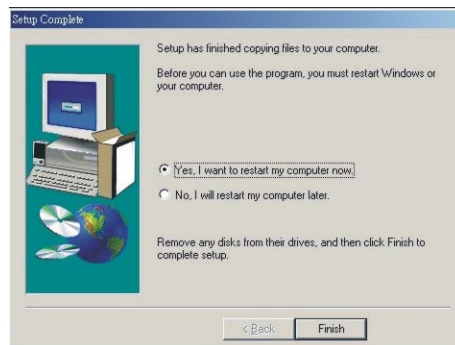 Setup Complete
Setup has finished copying files to your computer.
Before you can use the program, you must restart Windows or
your computer.
Yes, I want to restart my computer now.
No, I will restart my computer later.
Remove any disks from their drives, and then click Finish to
complete setup.
< Back
Finish